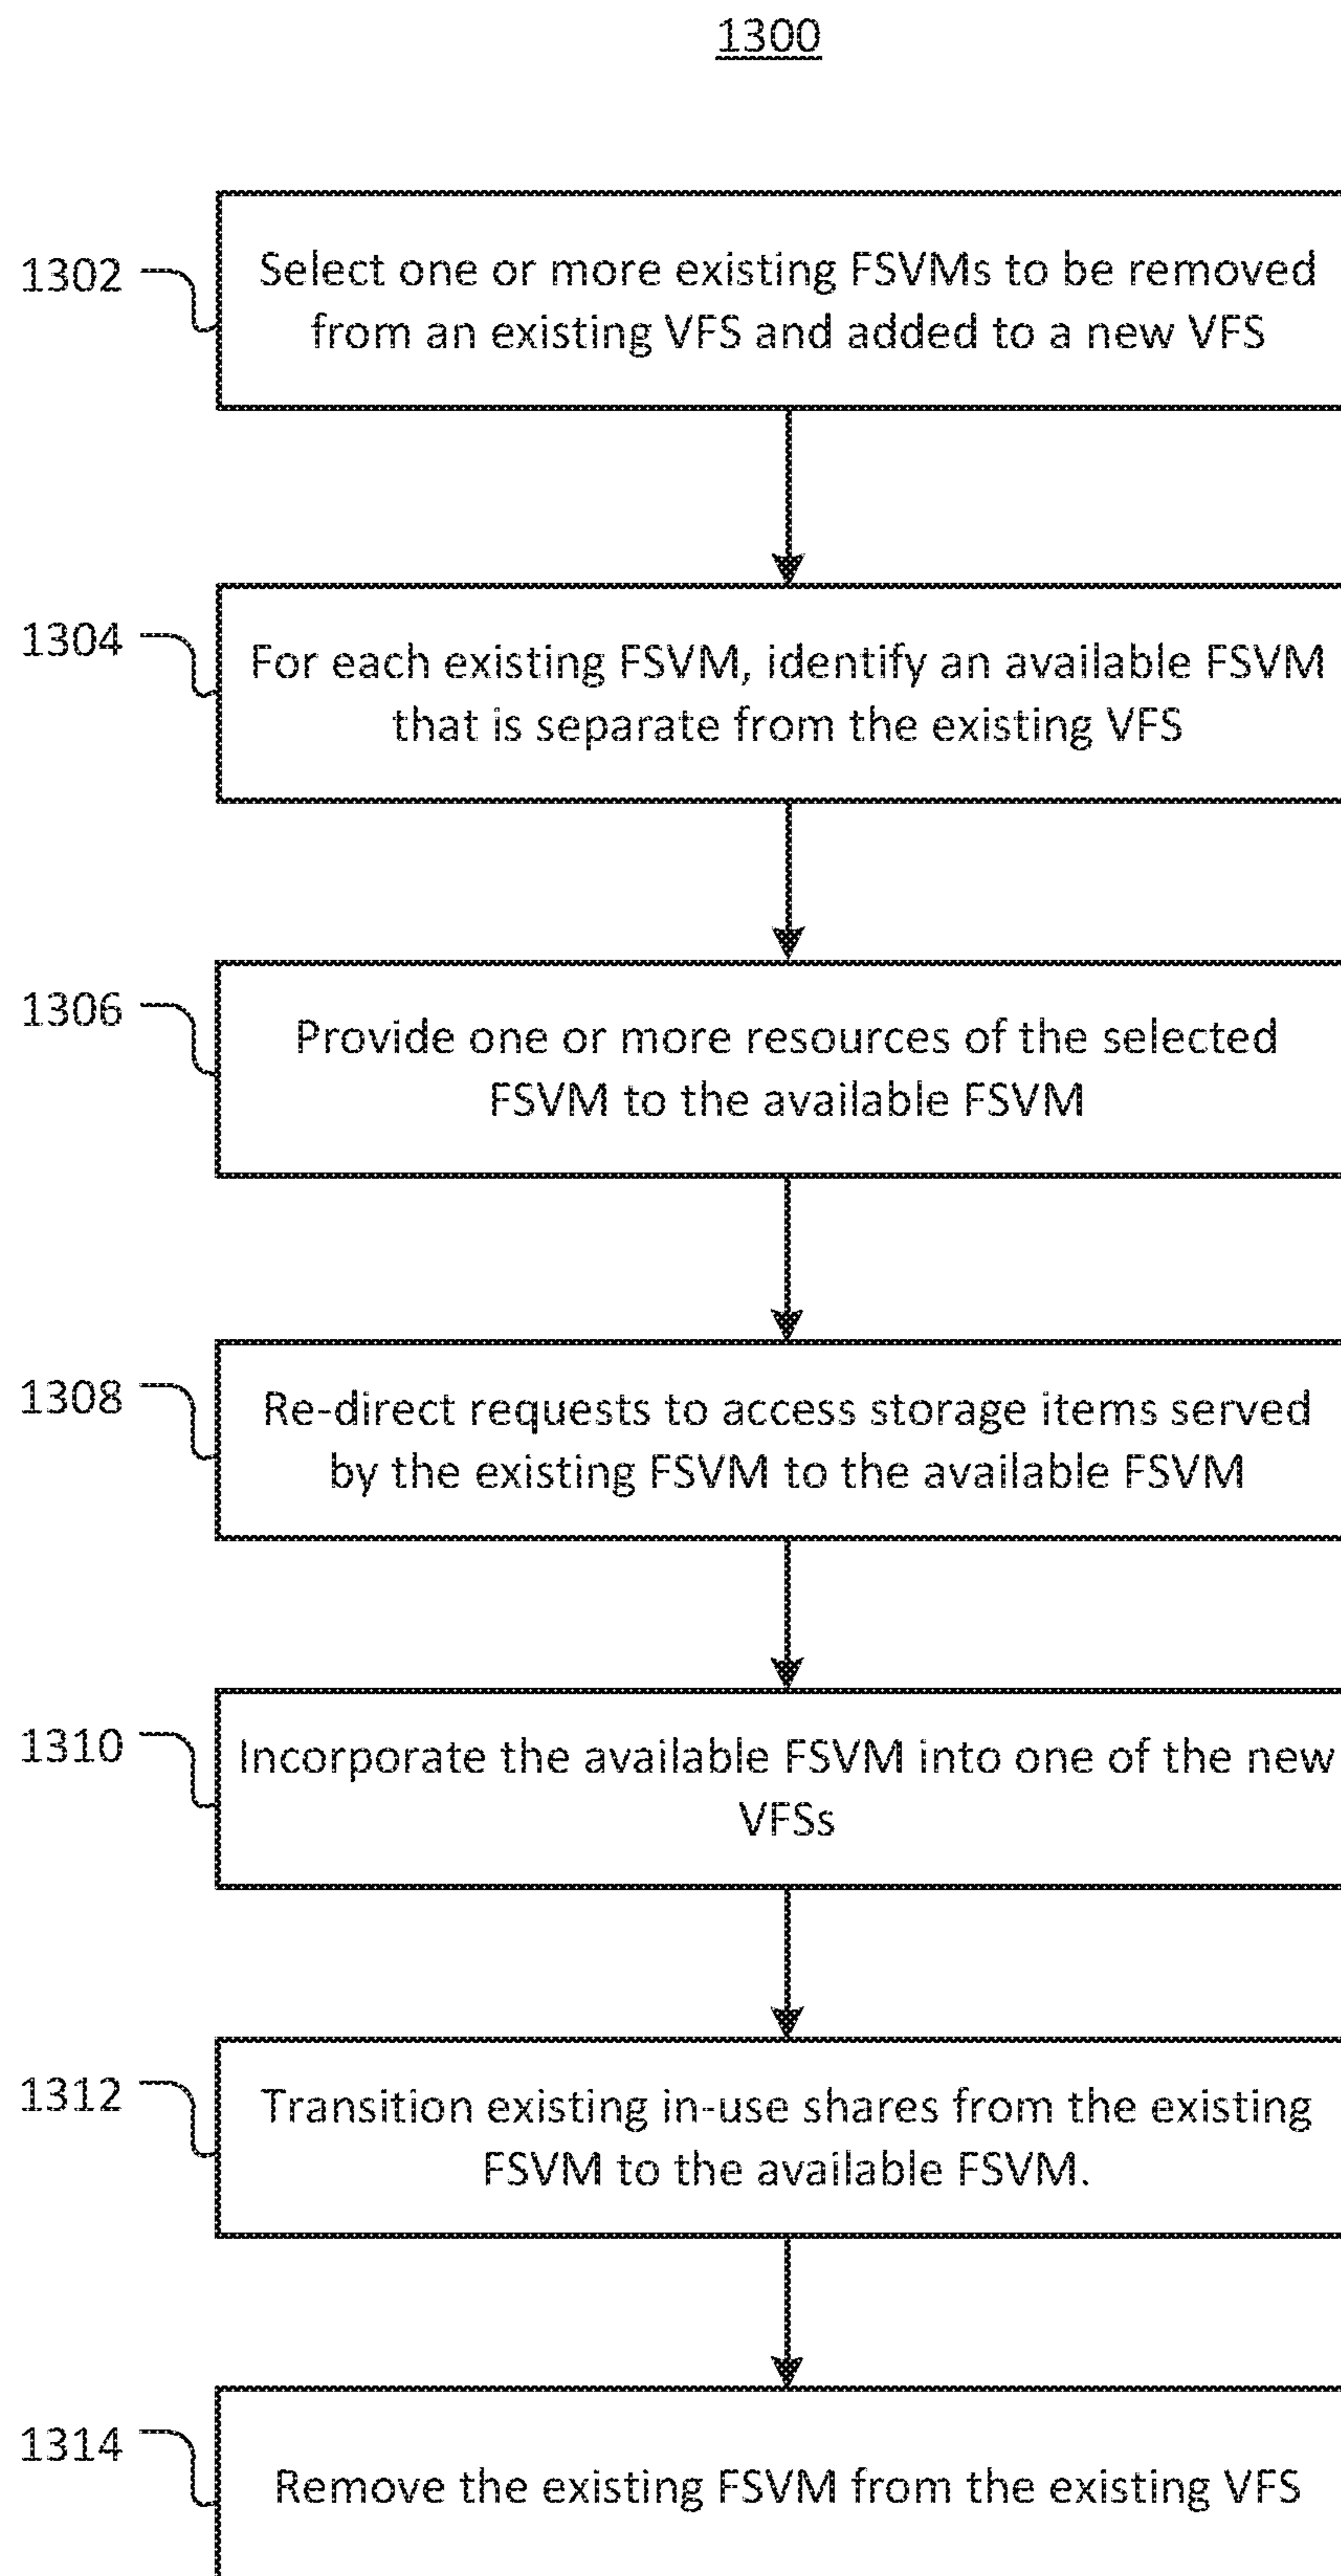 1300
1302
Select one or more existing FSVMs to be removed
from an existing VFS and added to a new VFS
1304
For each existing FSVM, identify an available FSVM
that is separate from the existing VFS
1306
Provide one or more resources of the selected
FSVM to the available FSVM
1308
Re-direct requests to access storage items served
by the existing FSVM to the available FSVM
1310
Incorporate the available FSVM into one of the new
VFSs
1312
Transition existing in-use shares from the existing
FSVM to the available FSVM.
1314
Remove the existing FSVM from the existing VFS